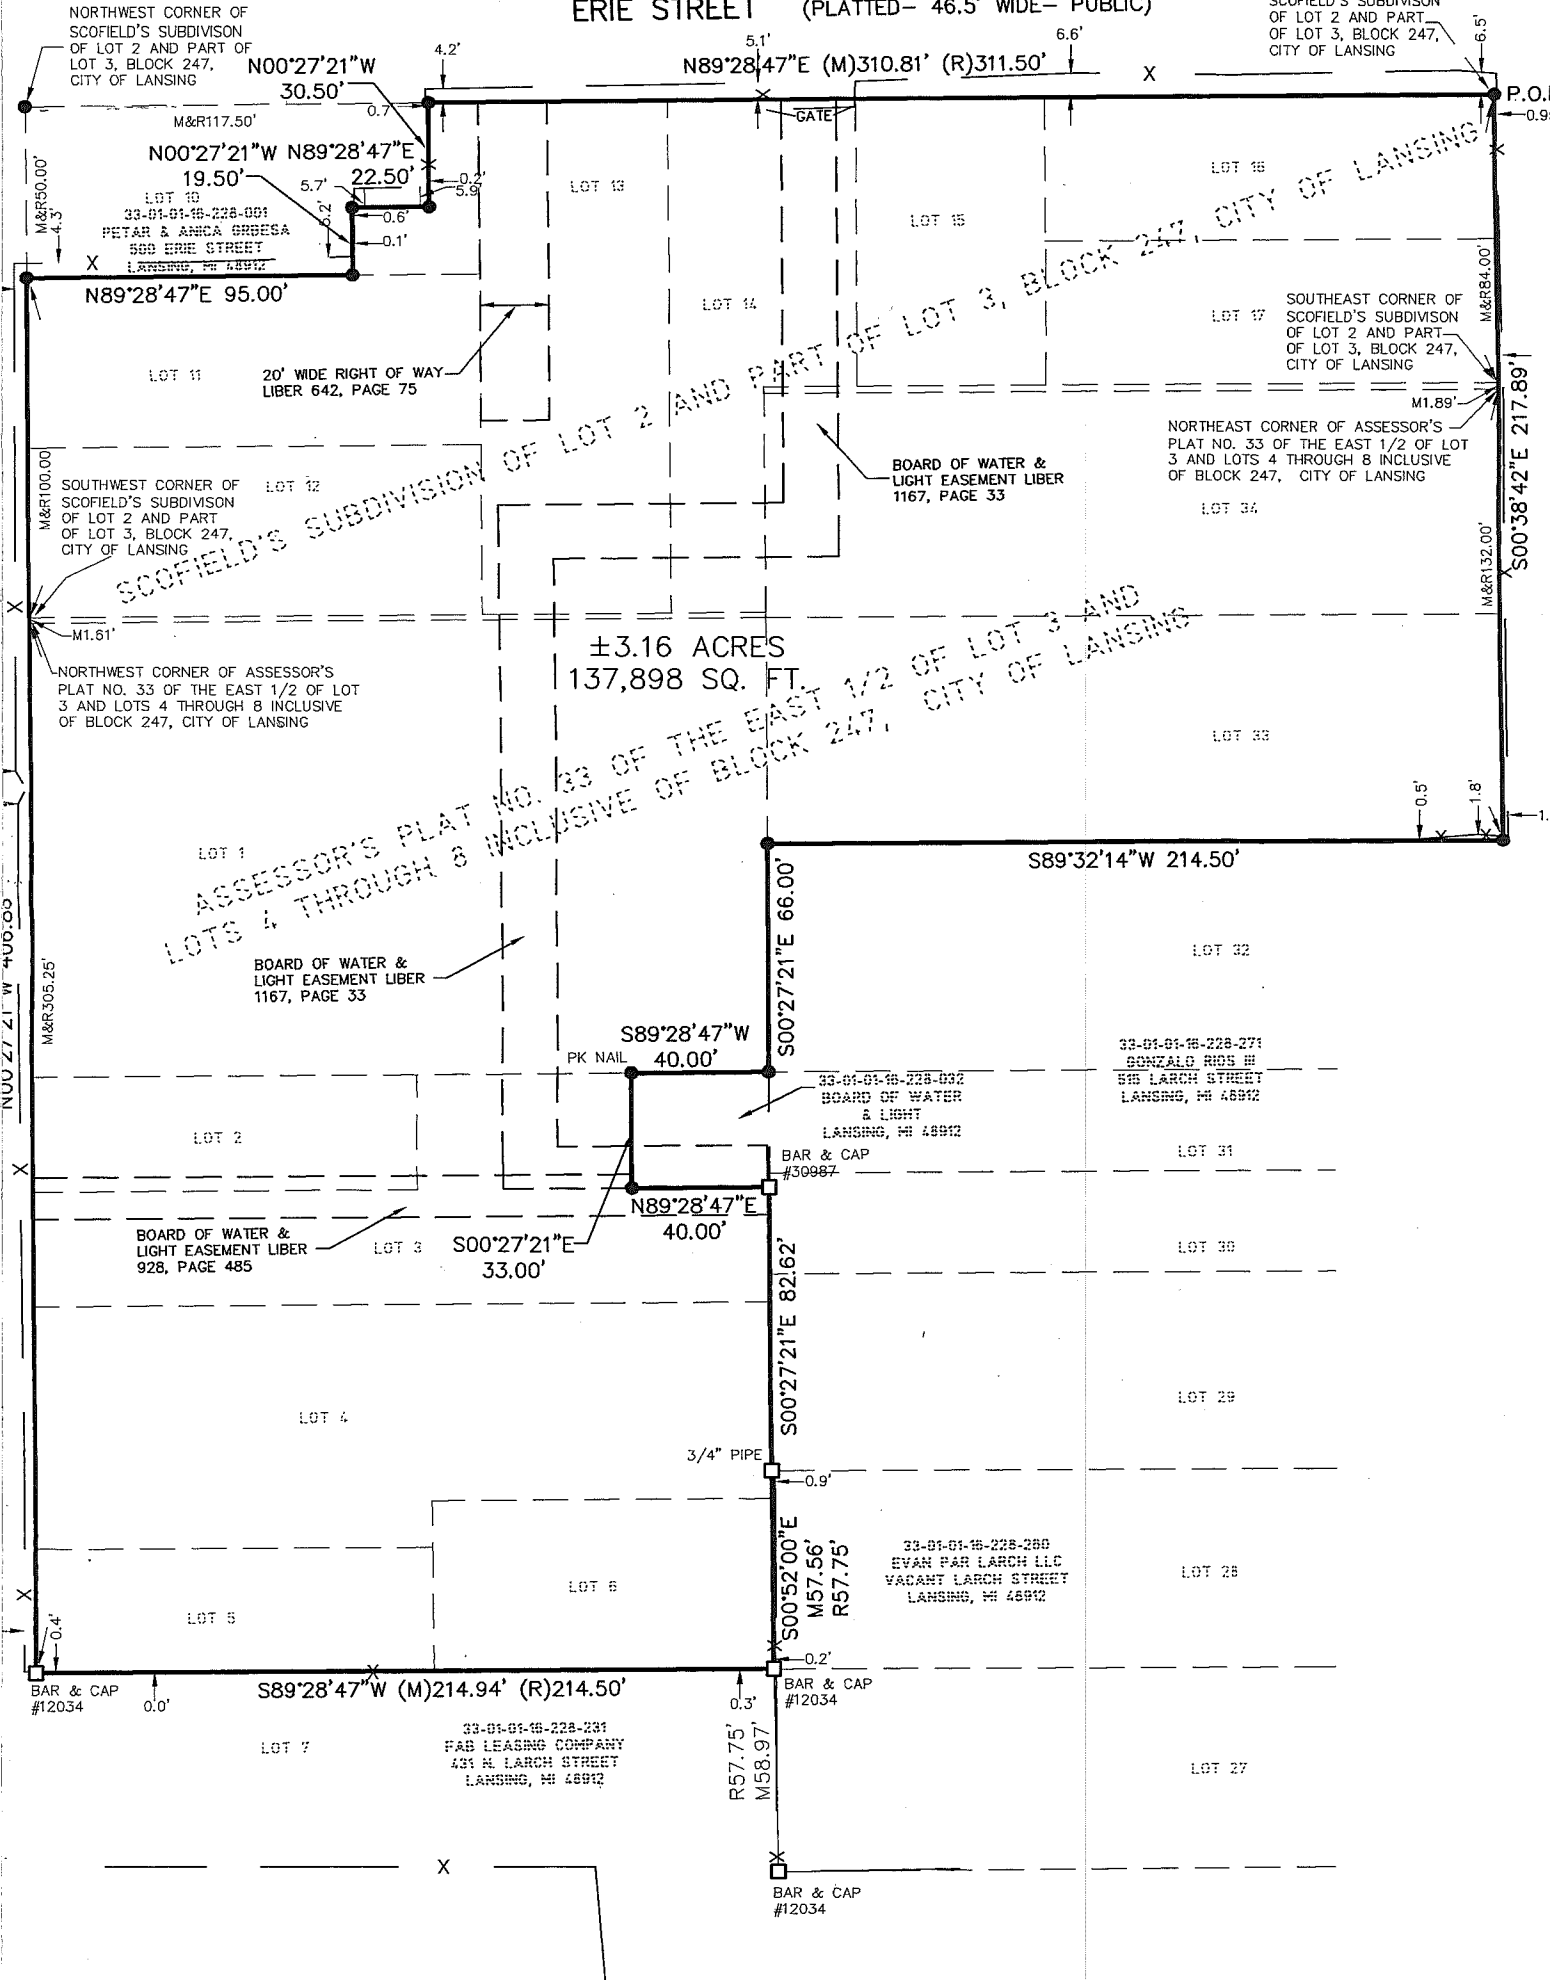 ERIE STREET (PLATTED- 46.5' WIDE- PUBLIC)
NORTHWEST CORNER OF
SCOFIELD'S SUBDIVISON
OF LOT 2 AND PART OF
LOT 3, BLOCK 247,
CITY OF LANSING
SCOFIELD'S SUBDIVISON
OF LOT 2 AND PART
OF LOT 3, BLOCK 247,
CITY OF LANSING
6.5'
N00°27'21"W
30.50'
4.2'
5.1'
6.6'
N89°28'47"E (M)310.81' (R)311.50'
X
GATE
0.7'
M&R117.50'
N00°27'21"W
19.50'
N89°28'47"E
22.50'
5.7'
0.2'
0.6'
0.1'
M&R50.00'
4.3'
LOT 10
33-01-01-16-228-001
PETAR & ANICA GRBESA
500 ERIE STREET
LANSING, MI 48912
X
N89°28'47"E 95.00'
LOT 13
LOT 16
LOT 15
LOT 14
LOT 17
M&R84.00'
SOUTHEAST CORNER OF
SCOFIELD'S SUBDIVISON
OF LOT 2 AND PART
OF LOT 3, BLOCK 247,
CITY OF LANSING
LOT 11
20' WIDE RIGHT OF WAY
LIBER 642, PAGE 75
M1.89'
NORTHEAST CORNER OF ASSESSOR'S
PLAT NO. 33 OF THE EAST 1/2 OF LOT
3 AND LOTS 4 THROUGH 8 INCLUSIVE
OF BLOCK 247, CITY OF LANSING
S00°38'42"E 217.89'
BOARD OF WATER &
LIGHT EASEMENT LIBER
1167, PAGE 33
M&R100.00
SOUTHWEST CORNER OF
SCOFIELD'S SUBDIVISON
OF LOT 2 AND PART
OF LOT 3, BLOCK 247,
CITY OF LANSING
LOT 12
LOT 34
M&R132.00'
SCOFIELD'S SUBDIVISION OF LOT 2 AND PART OF LOT 3, BLOCK 247, CITY OF LANSING
X
M1.61'
NORTHWEST CORNER OF ASSESSOR'S
PLAT NO. 33 OF THE EAST 1/2 OF LOT
3 AND LOTS 4 THROUGH 8 INCLUSIVE
OF BLOCK 247, CITY OF LANSING
±3.16 ACRES
137,898 SQ. FT.
ASSESSOR'S PLAT NO. 33 OF THE EAST 1/2 OF LOT 3 AND
LOTS 4 THROUGH 8 INCLUSIVE OF BLOCK 247, CITY OF LANSING
LOT 33
0.5'
1.8'
S89°32'14"W 214.50'
LOT 1
M&R305.25'
BOARD OF WATER &
LIGHT EASEMENT LIBER
1167, PAGE 33
S00°27'21"E 66.00'
LOT 32
S89°28'47"W
40.00'
PK NAIL
33-01-01-16-228-032
BOARD OF WATER
& LIGHT
LANSING, MI 48912
33-01-01-16-228-271
GONZALO RIOS III
515 LARCH STREET
LANSING, MI 48912
LOT 2
BAR & CAP
#30987
LOT 31
X
N89°28'47"E
40.00'
BOARD OF WATER &
LIGHT EASEMENT LIBER
928, PAGE 485
LOT 3
S00°27'21"E
33.00'
LOT 30
S00°27'21"E 82.62'
LOT 4
LOT 29
3/4" PIPE
0.9'
S00°52'00"E
M57.56'
R57.75'
33-01-01-16-228-280
EVAN PAR LARCH LLC
VACANT LARCH STREET
LANSING, MI 48912
LOT 28
LOT 6
LOT 5
X
0.4'
0.2'
BAR & CAP
#12034
0.0'
S89°28'47"W (M)214.94' (R)214.50'
0.3'
BAR & CAP
#12034
LOT 7
33-01-01-16-228-231
FAB LEASING COMPANY
431 N. LARCH STREET
LANSING, MI 48912
R57.75'
M58.97'
LOT 27
X
BAR & CAP
#12034